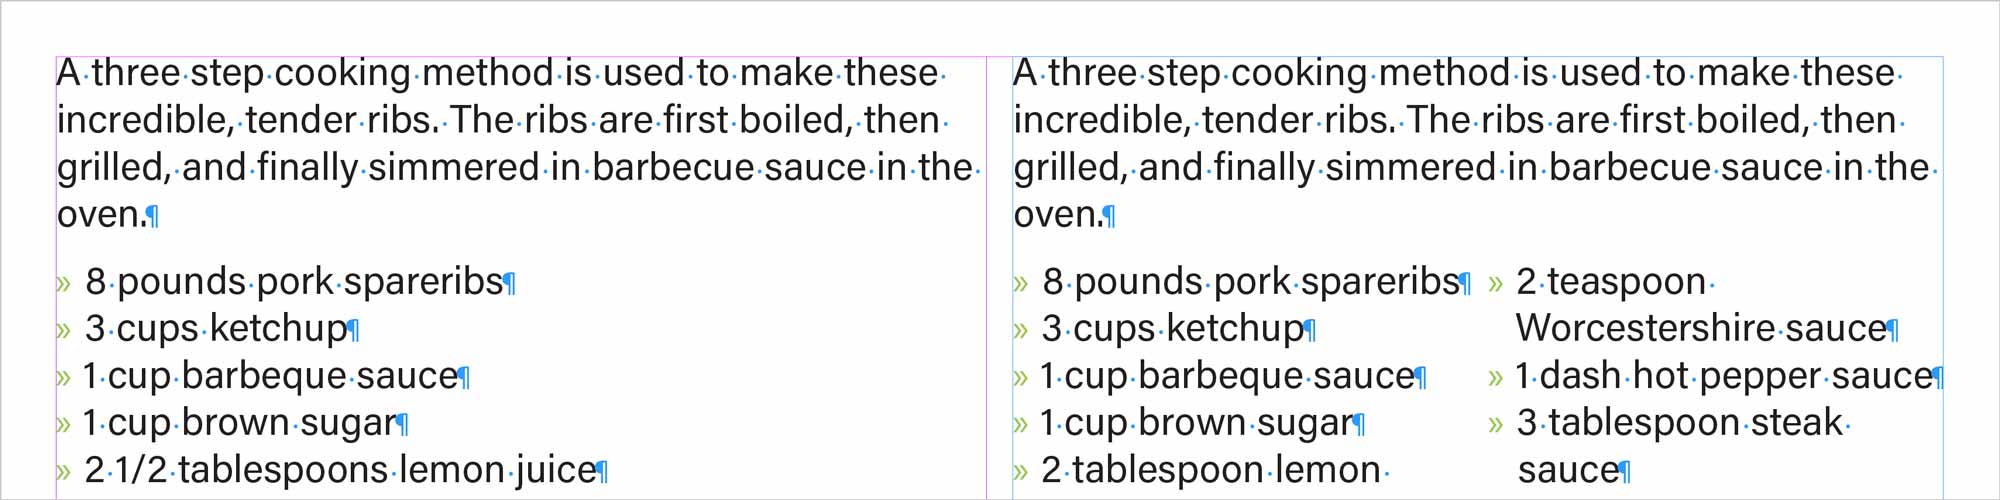 A three step cooking method is used to make these
incredible, tender ribs. The ribs are first boiled, then
grilled, and finally simmered in barbecue sauce in the
oven.¶
» 8 pounds pork spareribs¶
» 3 cups ketchup¶
» 1 cup barbeque sauce¶
» 1 cup brown sugar¶
» 2 1/2 tablespoons lemon juice¶
A three step cooking method is used to make these
incredible, tender ribs. The ribs are first boiled, then
grilled, and finally simmered in barbecue sauce in the
oven.¶
» 8 pounds pork spareribs¶
» 3 cups ketchup¶
» 1 cup barbeque sauce¶
» 1 cup brown sugar¶
» 2 tablespoon lemon
» 2 teaspoon
Worcestershire sauce¶
» 1 dash hot pepper sauce¶
» 3 tablespoon steak
sauce¶